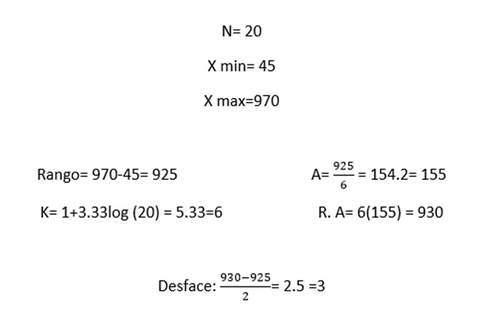 N= 20
X min= 45
X max=970
Rango= 970-45= 925
A= 925/6 = 154.2= 155
K= 1+3.33log (20) = 5.33=6
R. A= 6(155) = 930
Desface: 930−925/2 = 2.5 =3